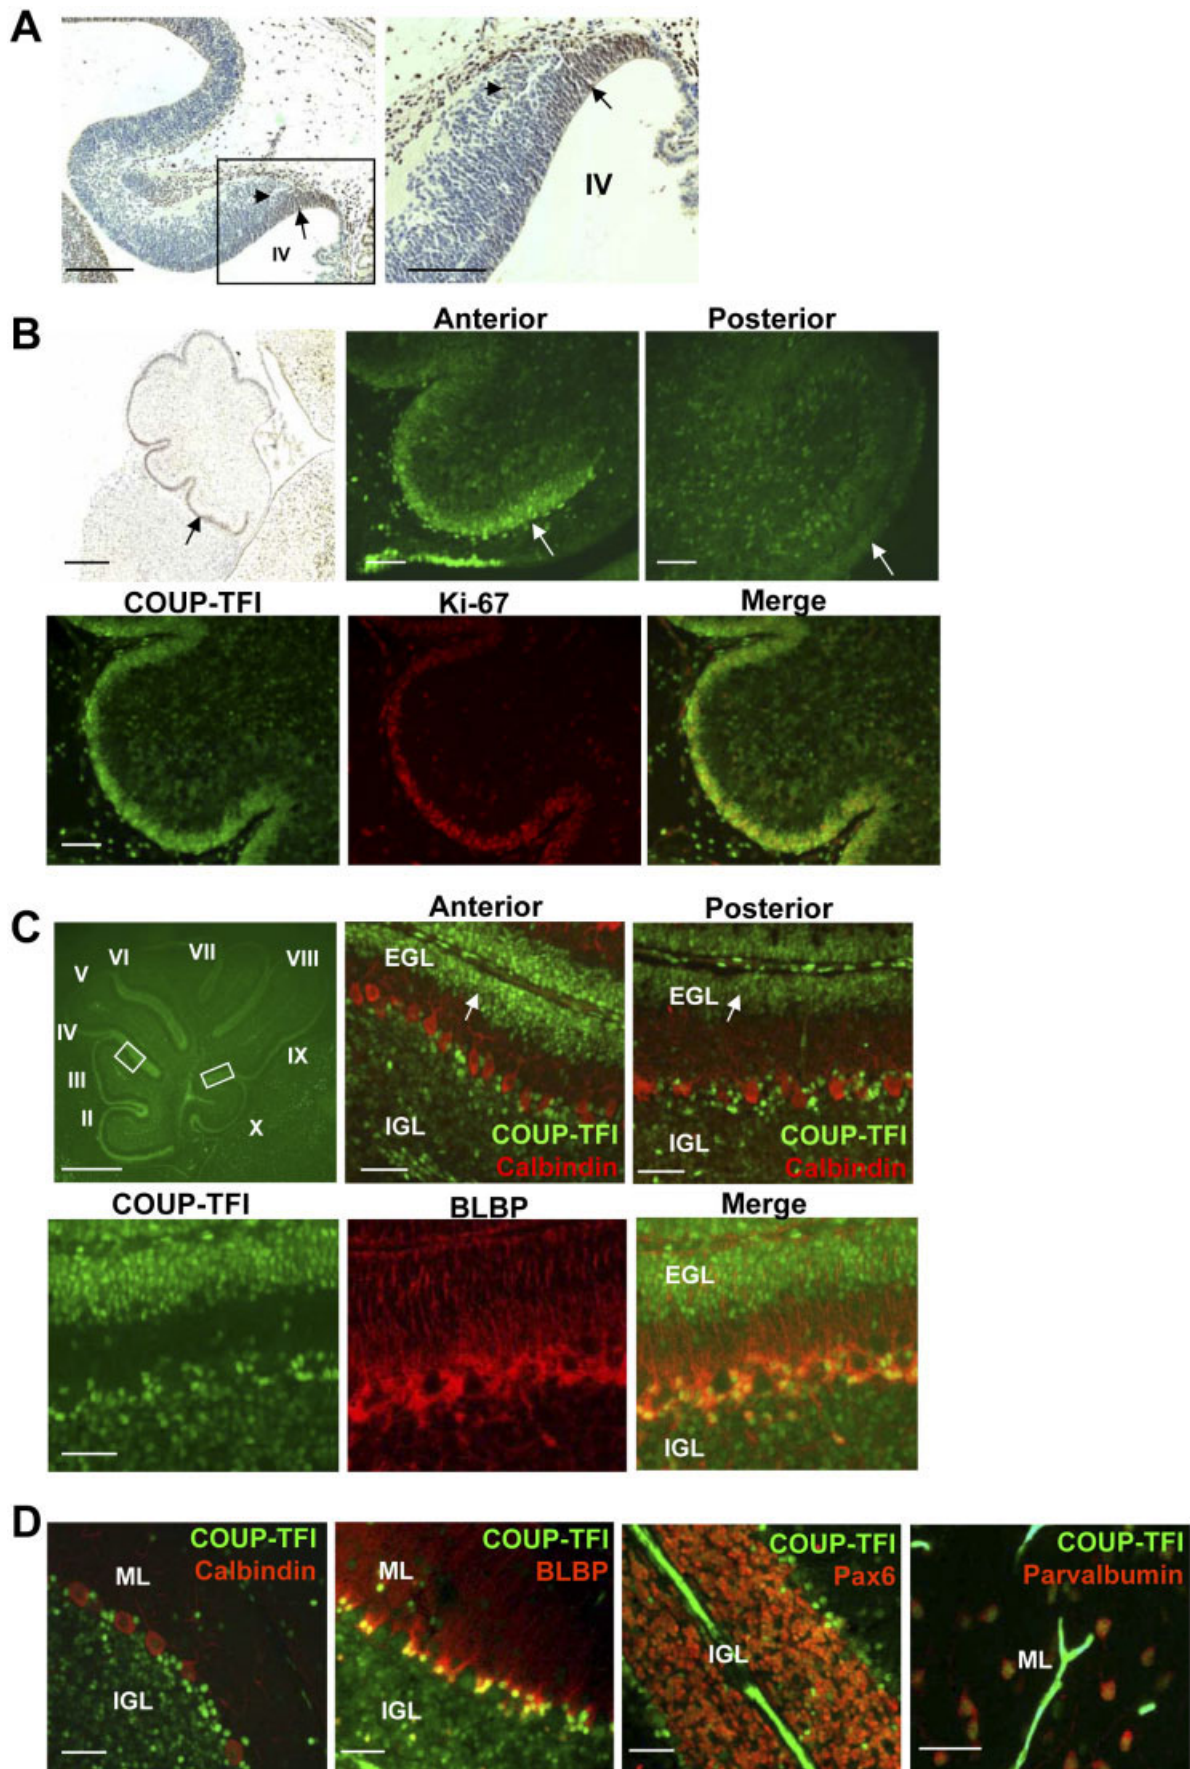 A
IV
IV
B
Anterior
Posterior
COUP-TFI
Ki-67
Merge
C
Anterior
Posterior
VI
VII
VIII
V
IV
IX
III
II
X
EGL
IGL
COUP-TFI
Calbindin
EGL
IGL
COUP-TFI
Calbindin
COUP-TFI
BLBP
Merge
EGL
IGL
D
COUP-TFI
Calbindin
ML
IGL
COUP-TFI
BLBP
ML
IGL
COUP-TFI
Pax6
IGL
COUP-TFI
Parvalbumin
ML